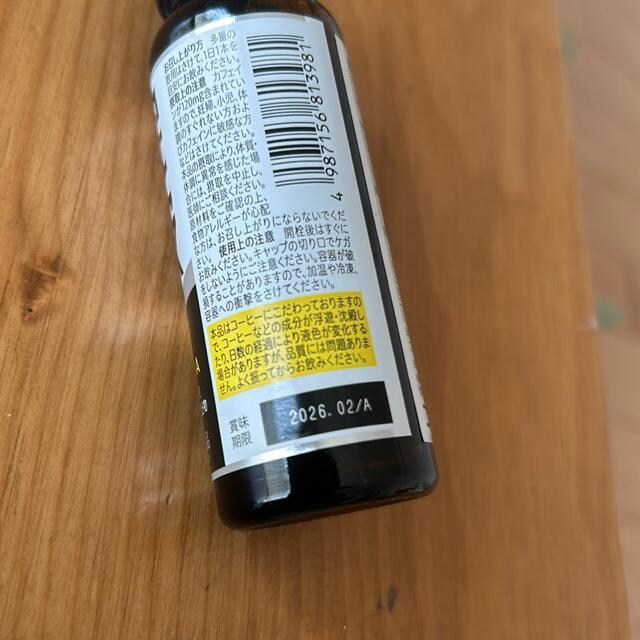 お召し上がり方 多量の
飲用はさけて、1日1本を
目安にお飲みください。
摂取上の注意 カフェイ
ンが120mg含まれてい
ますので、妊婦、小児、体
調のすぐれない方およ
びカフェインに敏感な方
などはさけてください。
本品の摂取により、体質、
体調に異常を感じた場
合には、摂取を中止し、
医師にご相談ください。
原材料をご確認の上、
食物アレルギーが心配
な方は、お召し上がりにならないでくだ
さい。使用上の注意 開栓後はすぐに
お飲みください。キャップの切り口でケガ
をしないようにご注意ください。容器が破
損することがありますので、加温や冷凍、
容器への衝撃をさけてください。
4 987156 813981
本品はコーヒーにこだわっておりますの
で、コーヒーなどの成分が浮遊・沈殿し
たり、日数の経過により液色が変化する
場合がありますが、品質には問題ありま
せん。よく振ってからお飲みください。
賞味
期限
2026.02/A